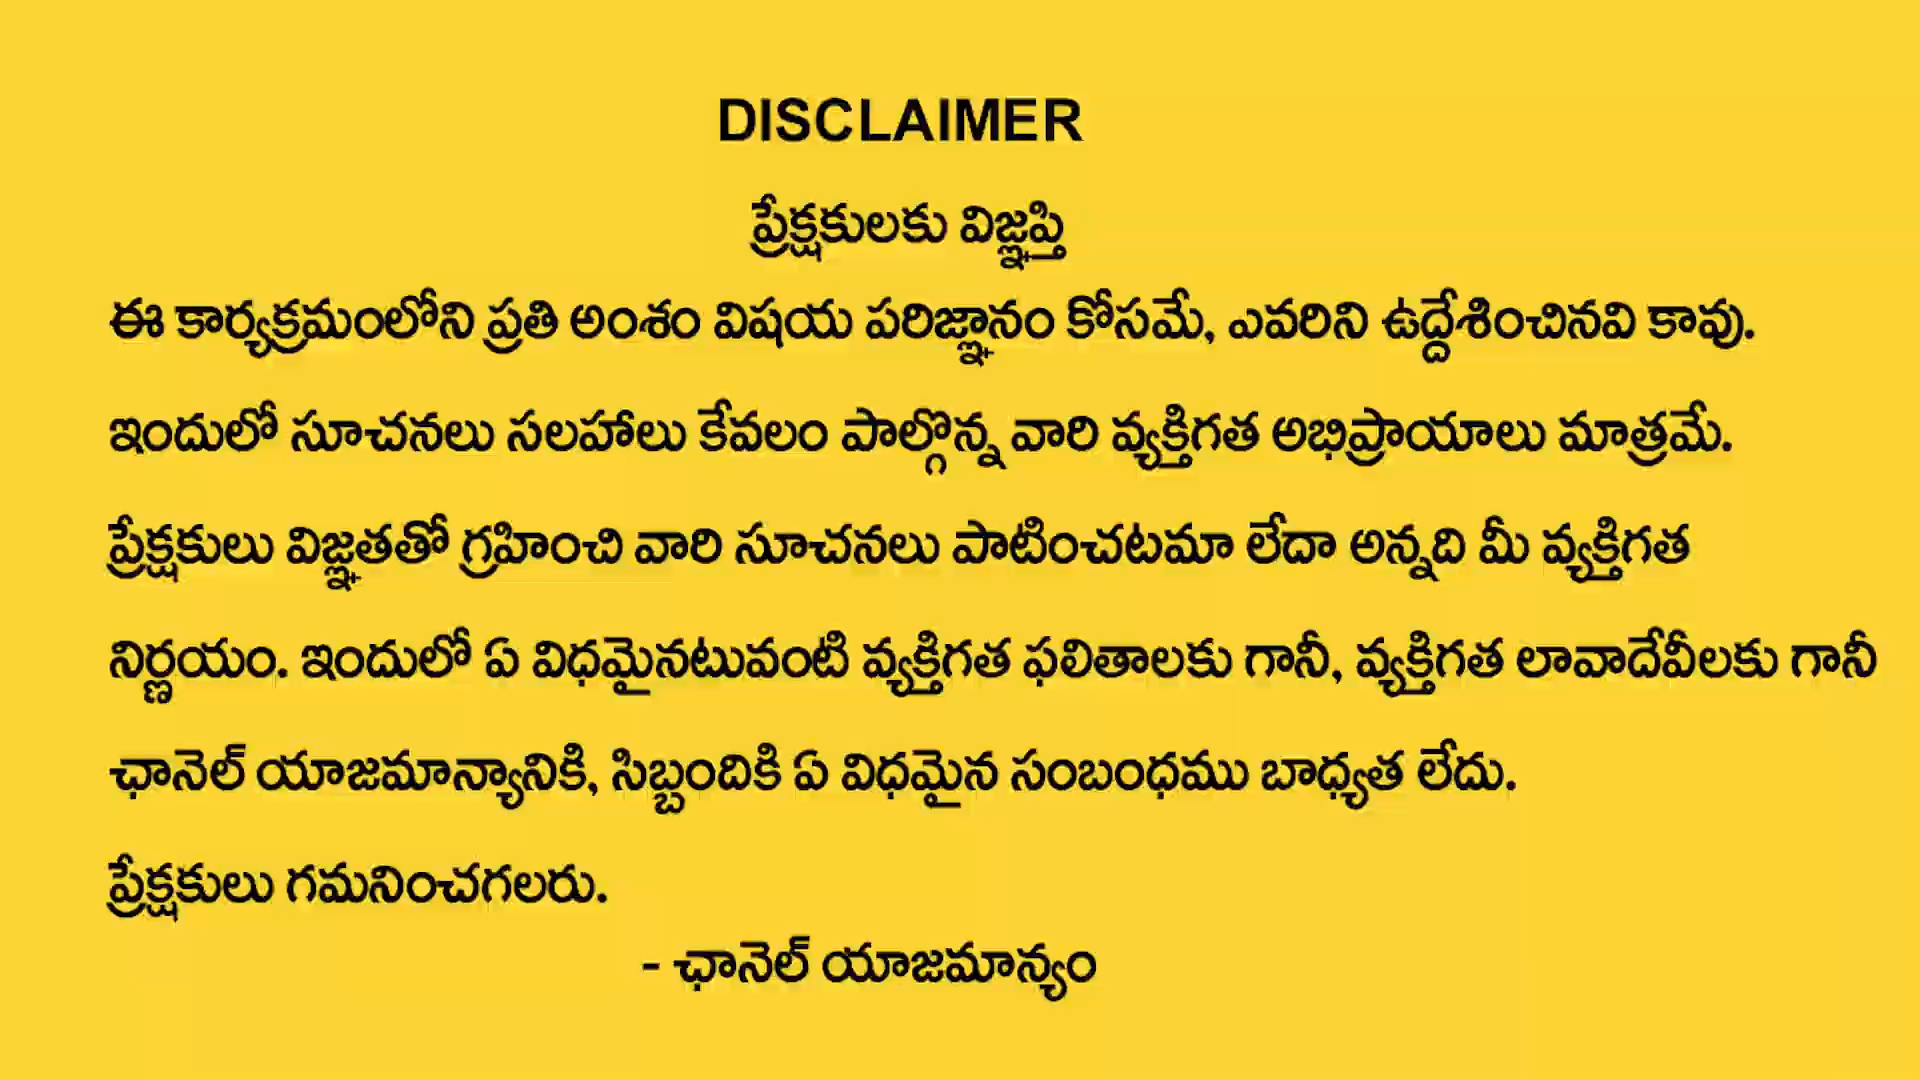 DISCLAIMER
ప్రేక్షకులకు విజ్ఞప్తి
ఈ కార్యక్రమంలోని ప్రతి అంశం విషయ పరిజ్ఞానం కోసమే, ఎవరిని ఉద్దేశించినవి కావు.
ఇందులో సూచనలు సలహాలు కేవలం పాల్గొన్న వారి వ్యక్తిగత అభిప్రాయాలు మాత్రమే.
ప్రేక్షకులు విజ్ఞతతో గ్రహించి వారి సూచనలు పాటించటమా లేదా అన్నది మీ వ్యక్తిగత
నిర్ణయం. ఇందులో ఏ విధమైనటువంటి వ్యక్తిగత ఫలితాలకు గానీ, వ్యక్తిగత లావాదేవీలకు గానీ
ఛానెల్ యాజమాన్యానికి, సిబ్బందికి ఏ విధమైన సంబంధము బాధ్యత లేదు.
ప్రేక్షకులు గమనించగలరు.
- ఛానెల్ యాజమాన్యం